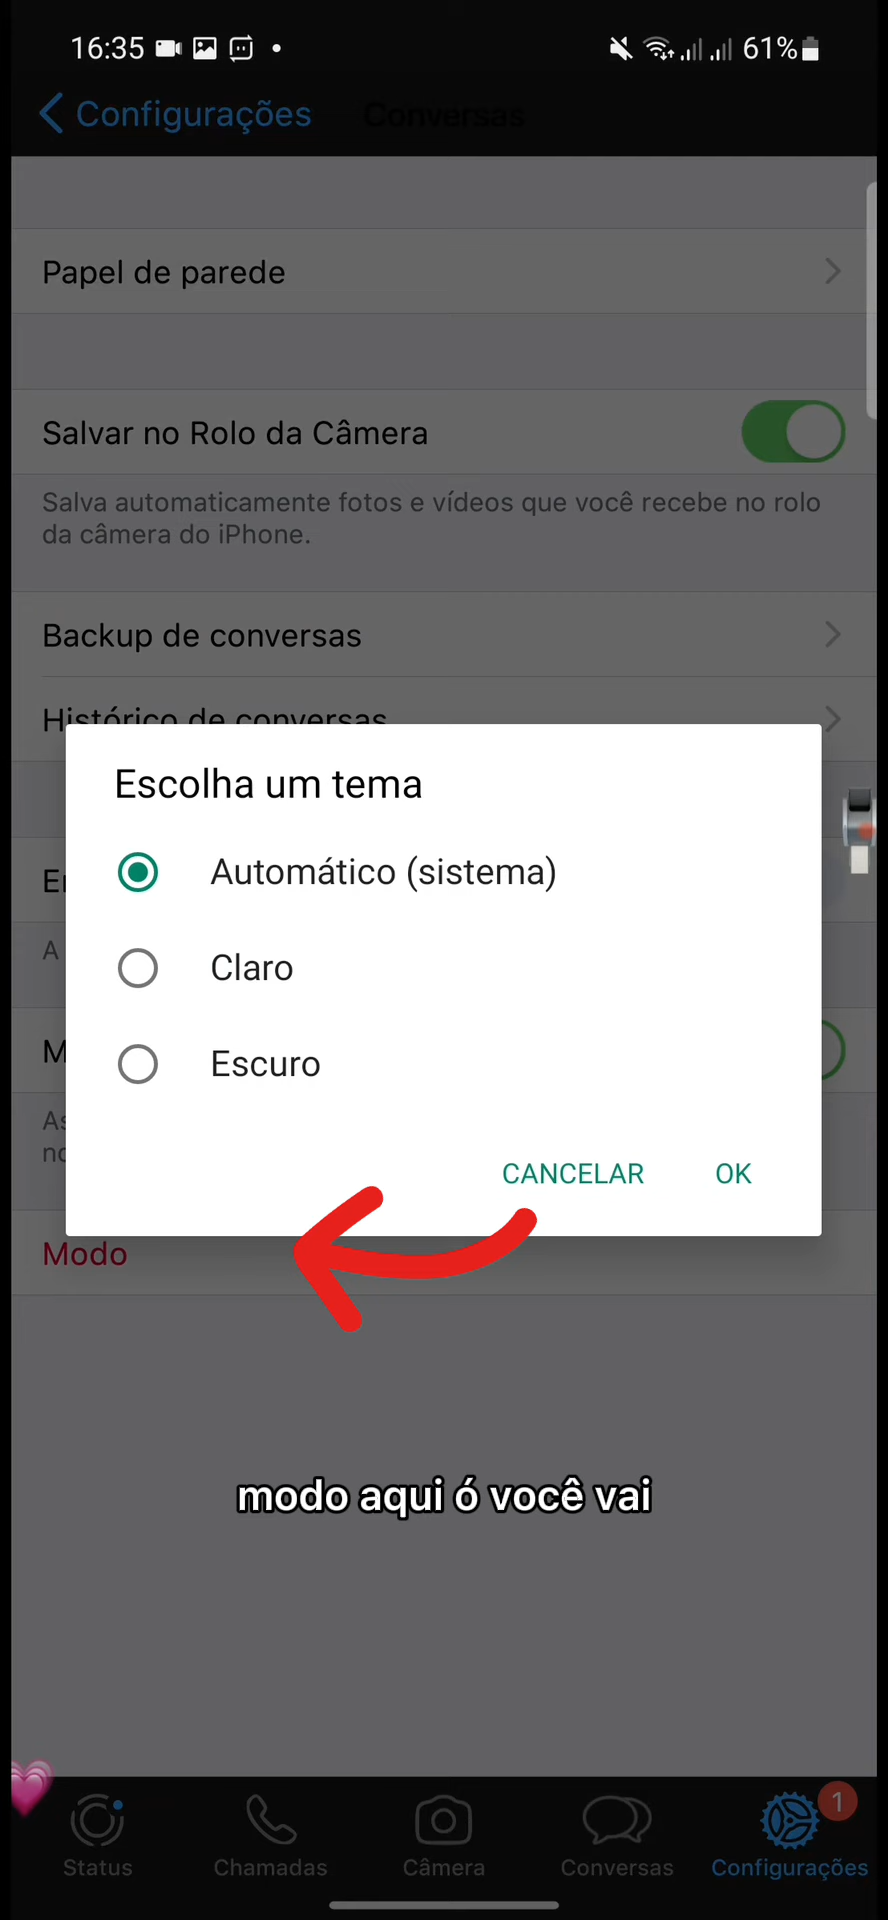 16:35
61%
Configurações
Conversas
Papel de parede
Salvar no Rolo da Câmera
Salva automaticamente fotos e vídeos que você recebe no rolo
da câmera do iPhone.
Backup de conversas
Histórico de conversas
Escolha um tema
Automático (sistema)
Claro
Escuro
CANCELAR
OK
Modo
modo aqui ó você vai
1
Status
Chamadas
Câmera
Conversas
Configurações